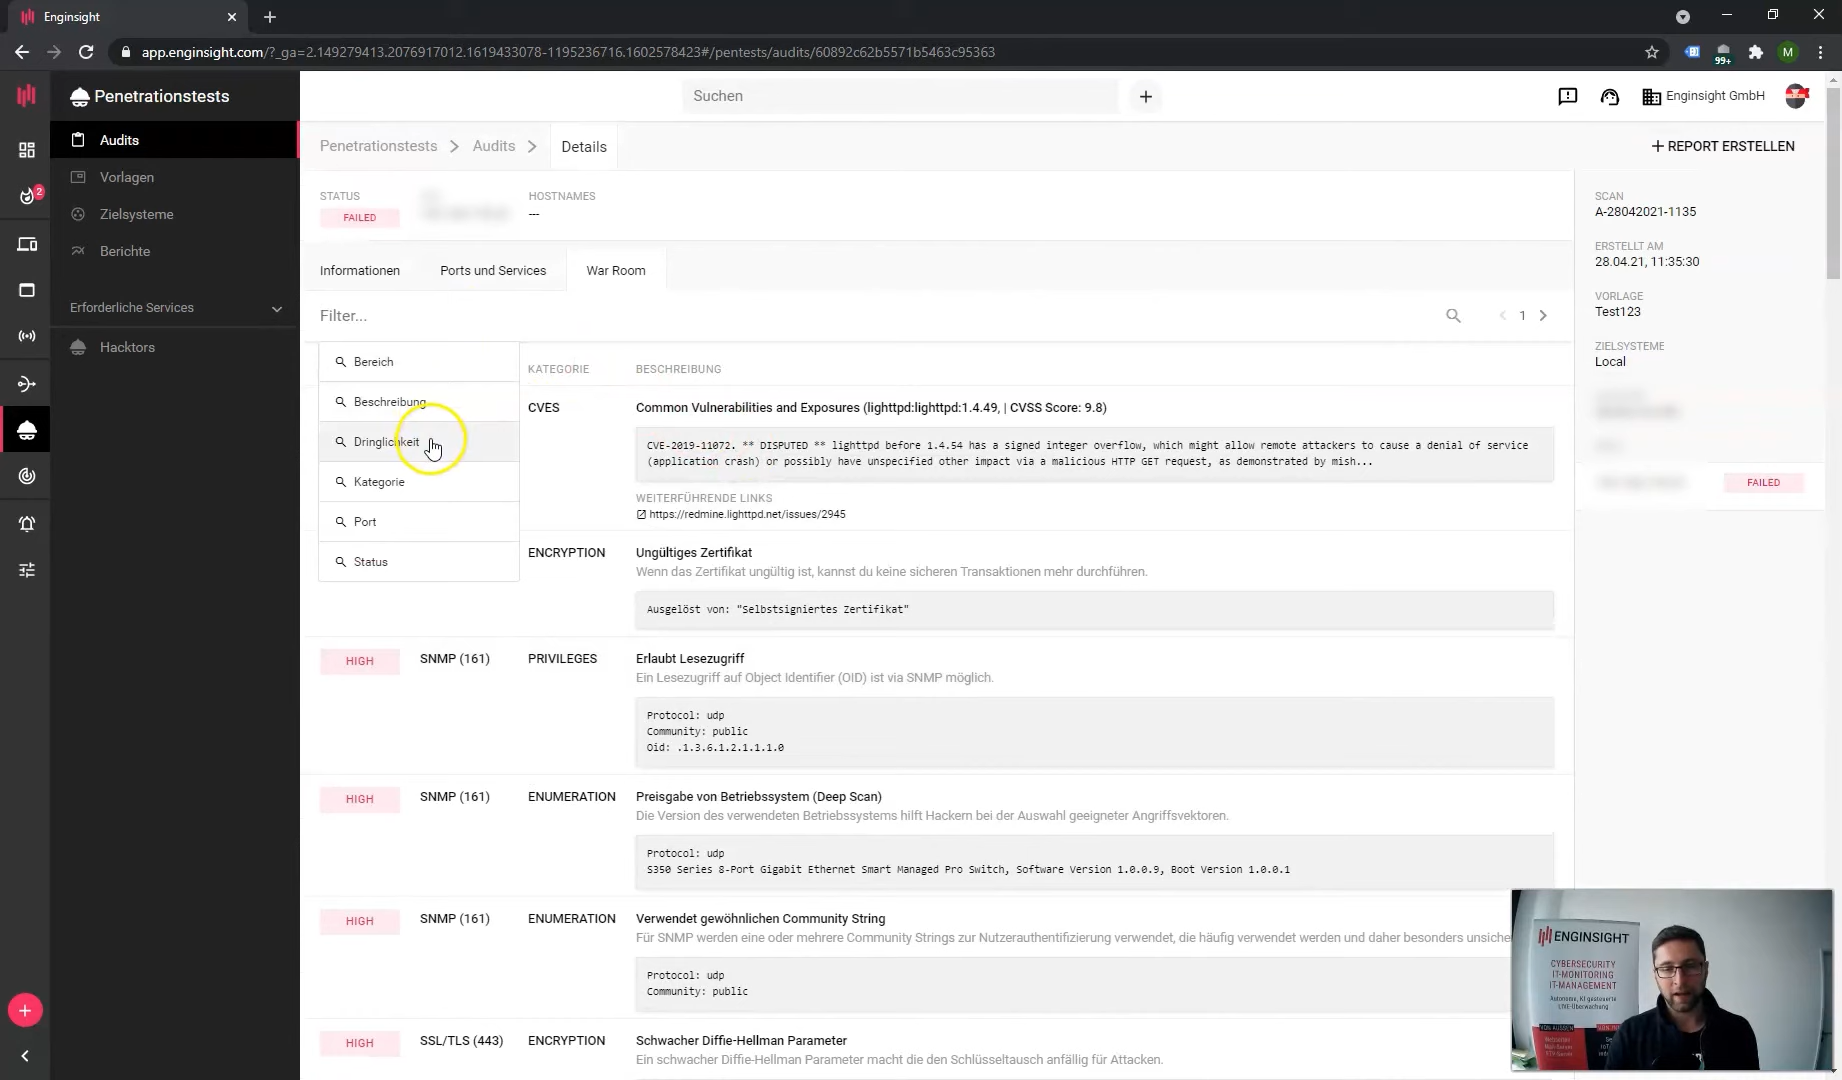 Enginsight
app.enginsight.com/?_ga=2.149279413.2076917012.1619433078-1195236716.1602578423#/pentests/audits/60892c62b5571b5463c95363
99+
M
Penetrationstests
Suchen
Enginsight GmbH
Audits
Vorlagen
Zielsysteme
Berichte
Erforderliche Services
Hacktors
2
Penetrationstests
Audits
Details
REPORT ERSTELLEN
STATUS
FAILED
HOSTNAMES
---
Informationen
Ports und Services
War Room
Filter...
1
Bereich
Beschreibung
Dringlichkeit
Kategorie
Port
Status
KATEGORIE
BESCHREIBUNG
CVES
Common Vulnerabilities and Exposures (lighttpd:lighttpd:1.4.49, | CVSS Score: 9.8)
CVE-2019-11072. ** DISPUTED ** lighttpd before 1.4.54 has a signed integer overflow, which might allow remote attackers to cause a denial of service
(application crash) or possibly have unspecified other impact via a malicious HTTP GET request, as demonstrated by mish...
WEITERFÜHRENDE LINKS
https://redmine.lighttpd.net/issues/2945
ENCRYPTION
Ungültiges Zertifikat
Wenn das Zertifikat ungültig ist, kannst du keine sicheren Transaktionen mehr durchführen.
Ausgelöst von: "Selbstsigniertes Zertifikat"
HIGH
SNMP (161)
PRIVILEGES
Erlaubt Lesezugriff
Ein Lesezugriff auf Object Identifier (OID) ist via SNMP möglich.
Protocol: udp
Community: public
Oid: .1.3.6.1.2.1.1.1.0
HIGH
SNMP (161)
ENUMERATION
Preisgabe von Betriebssystem (Deep Scan)
Die Version des verwendeten Betriebssystems hilft Hackern bei der Auswahl geeigneter Angriffsvektoren.
Protocol: udp
S350 Series 8-Port Gigabit Ethernet Smart Managed Pro Switch, Software Version 1.0.0.9, Boot Version 1.0.0.1
HIGH
SNMP (161)
ENUMERATION
Verwendet gewöhnlichen Community String
Für SNMP werden eine oder mehrere Community Strings zur Nutzerauthentifizierung verwendet, die häufig verwendet werden und daher besonders unsiche
Protocol: udp
Community: public
HIGH
SSL/TLS (443)
ENCRYPTION
Schwacher Diffie-Hellman Parameter
Ein schwacher Diffie-Hellman Parameter macht die den Schlüsseltausch anfällig für Attacken.
SCAN
A-28042021-1135
ERSTELLT AM
28.04.21, 11:35:30
VORLAGE
Test123
ZIELSYSTEME
Local
FAILED
ENGINSIGHT
CYBERSECURITY
IT-MONITORING
IT-MANAGEMENT
Autonome, KI gesteuerte
LIVE-Überwachung
VON AUSSEN